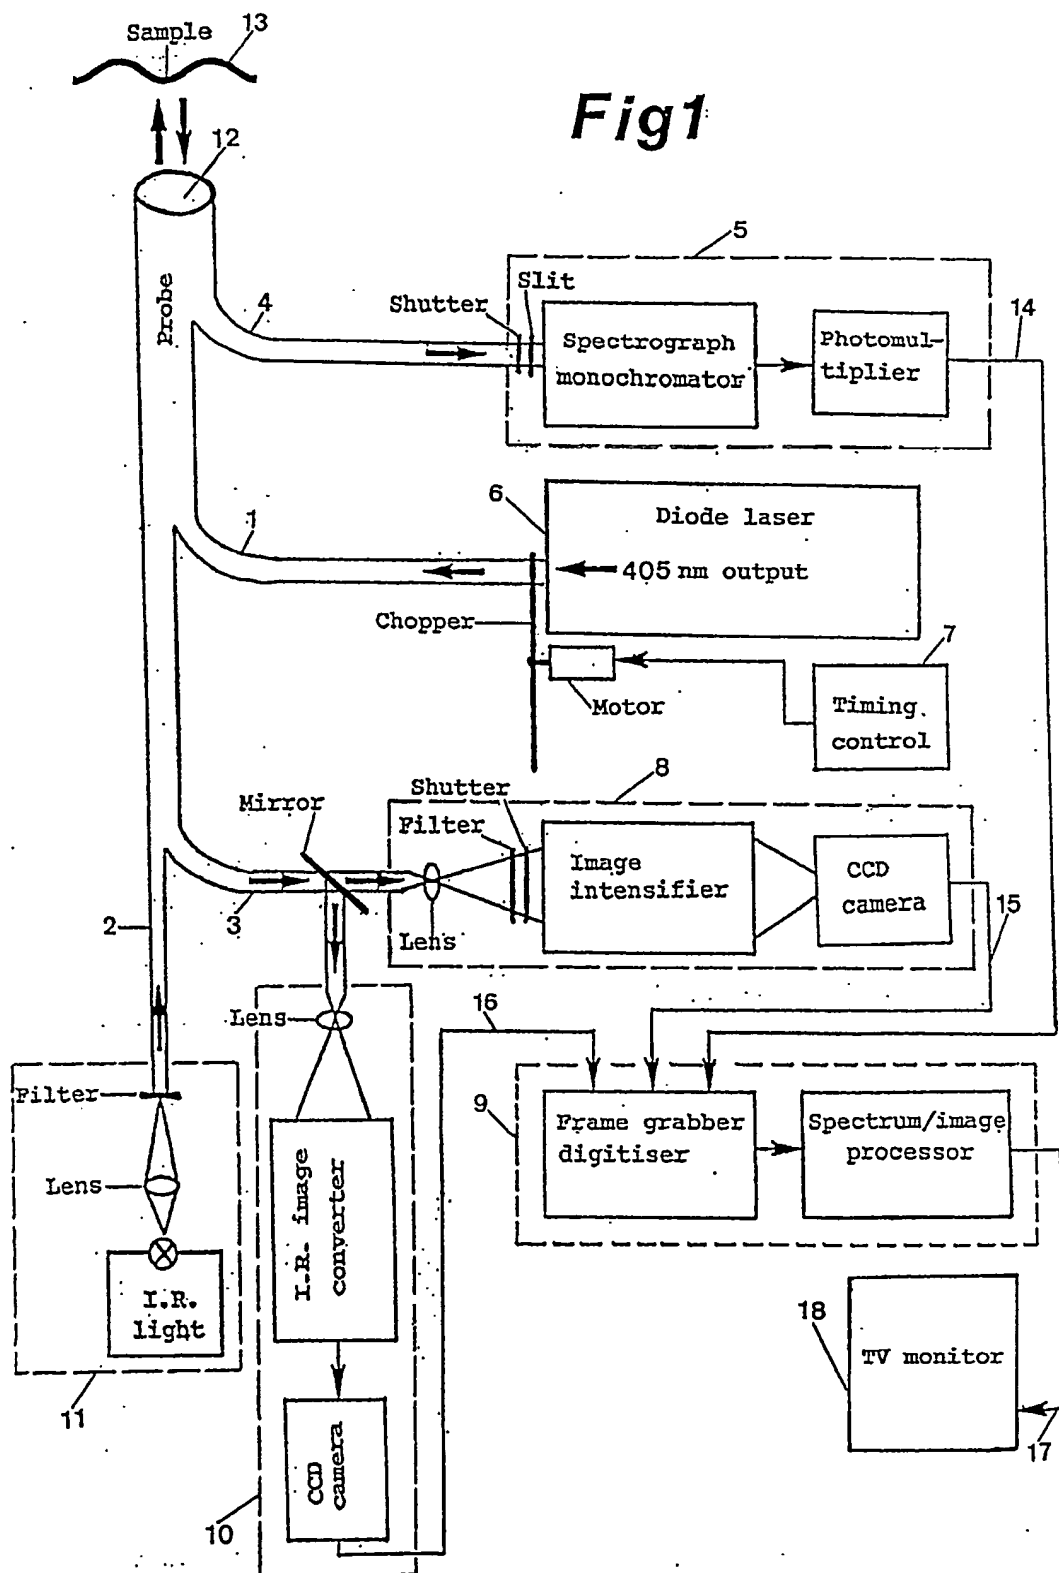 Sample
13
Fig1
12
5
Probe
4
Shutter
Slit
Spectrograph
monochromator
Photomul-
tiplier
14
6
Diode laser
1
405 nm output
Chopper
7
Motor
Timing
control
8
Shutter
Mirror
Filter
Image
intensifier
CCD
camera
2
3
Lens
15
16
Lens
Filter
9
Frame grabber
digitiser
Spectrum/image
processor
Lens
I.R. image
converter
I.R.
light
18
TV monitor
11
CCD
camera
17
10